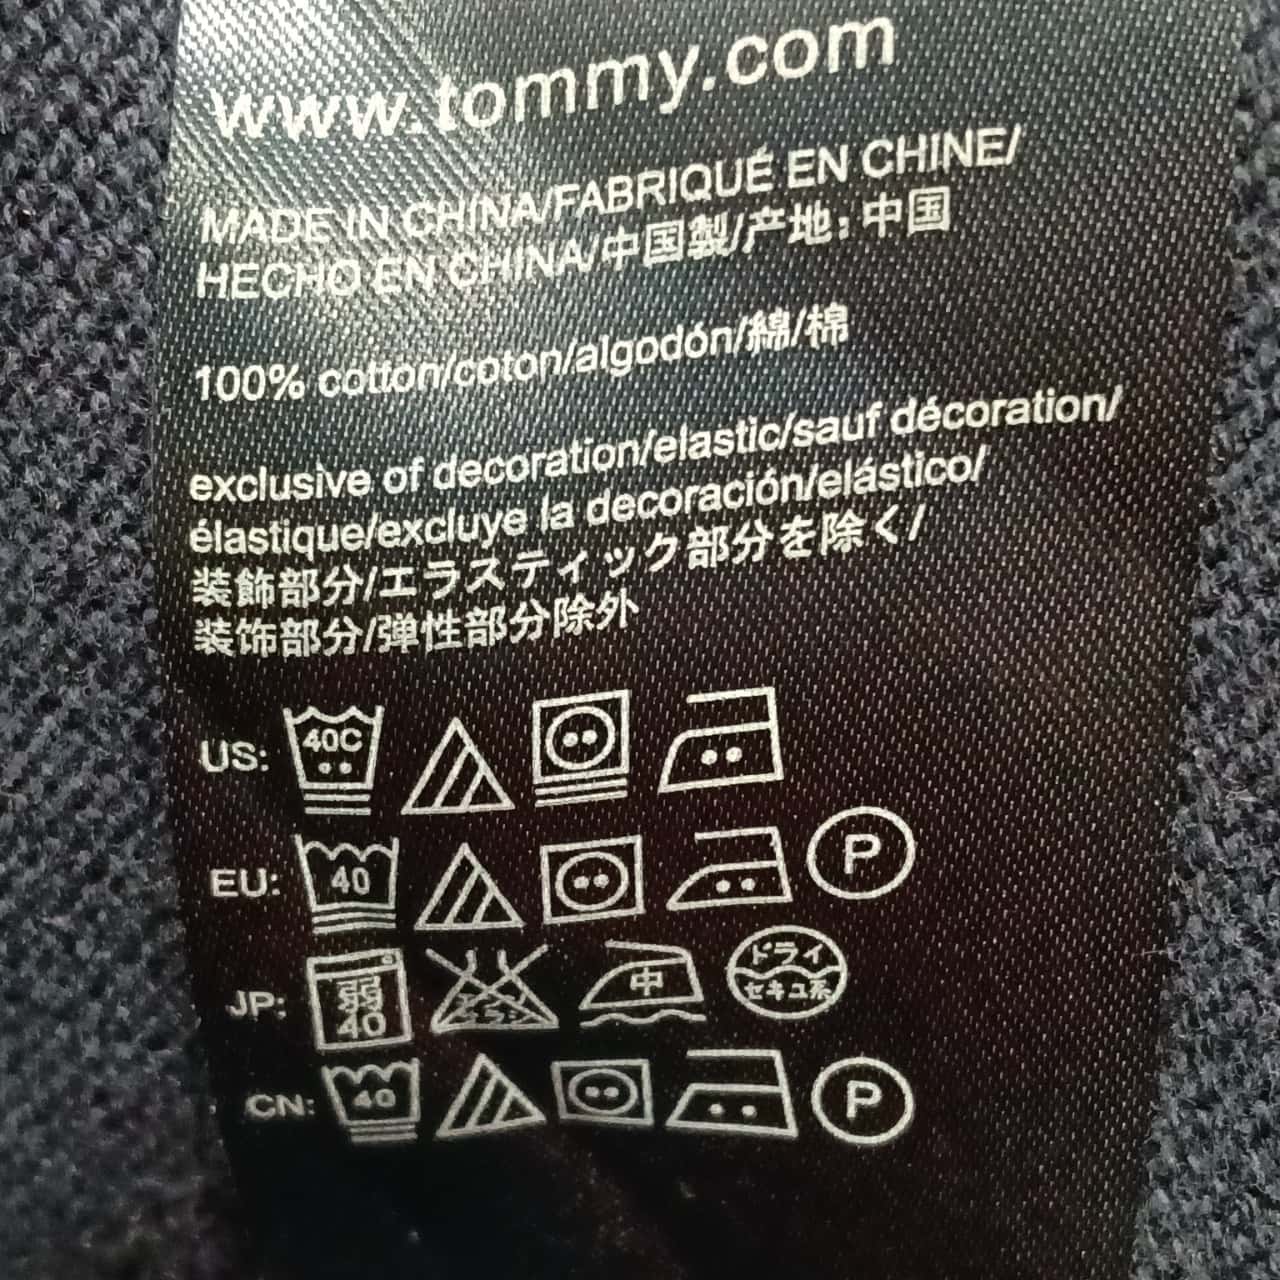 www.tommy.com
MADE IN CHINA/FABRIQUÉ EN CHINE/
HECHO EN CHINA/中国製/产地: 中国
100% cotton/coton/algodón/綿/棉
exclusive of decoration/elastic/sauf décoration/
élastique/excluye la decoración/elástico/
装飾部分/エラスティック部分を除く/
装饰部分/弹性部分除外
US: 40C
EU: 40 P
JP: 弱 40 中 ドライ セキユ系
CN: 40 P